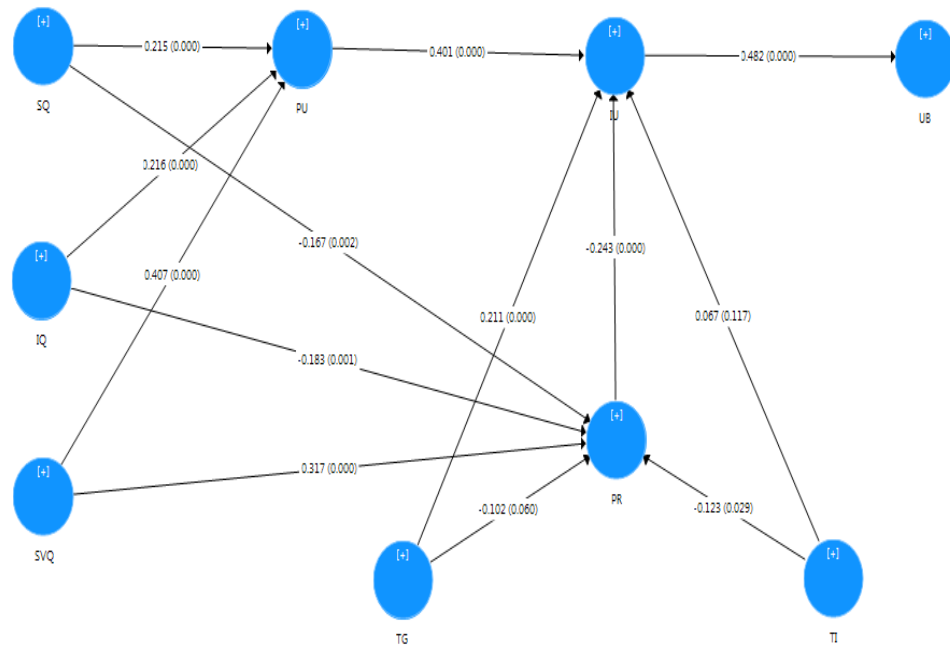 [+]
SQ
0.215 (0.000)
[+]
PU
0.401 (0.000)
[+]
IU
0.482 (0.000)
[+]
UB
0.216 (0.000)
-0.167 (0.002)
[+]
IQ
0.407 (0.000)
-0.243 (0.000)
0.211 (0.000)
0.067 (0.117)
-0.183 (0.001)
[+]
SVQ
0.317 (0.000)
[+]
PR
-0.102 (0.060)
-0.123 (0.029)
[+]
TG
[+]
TI